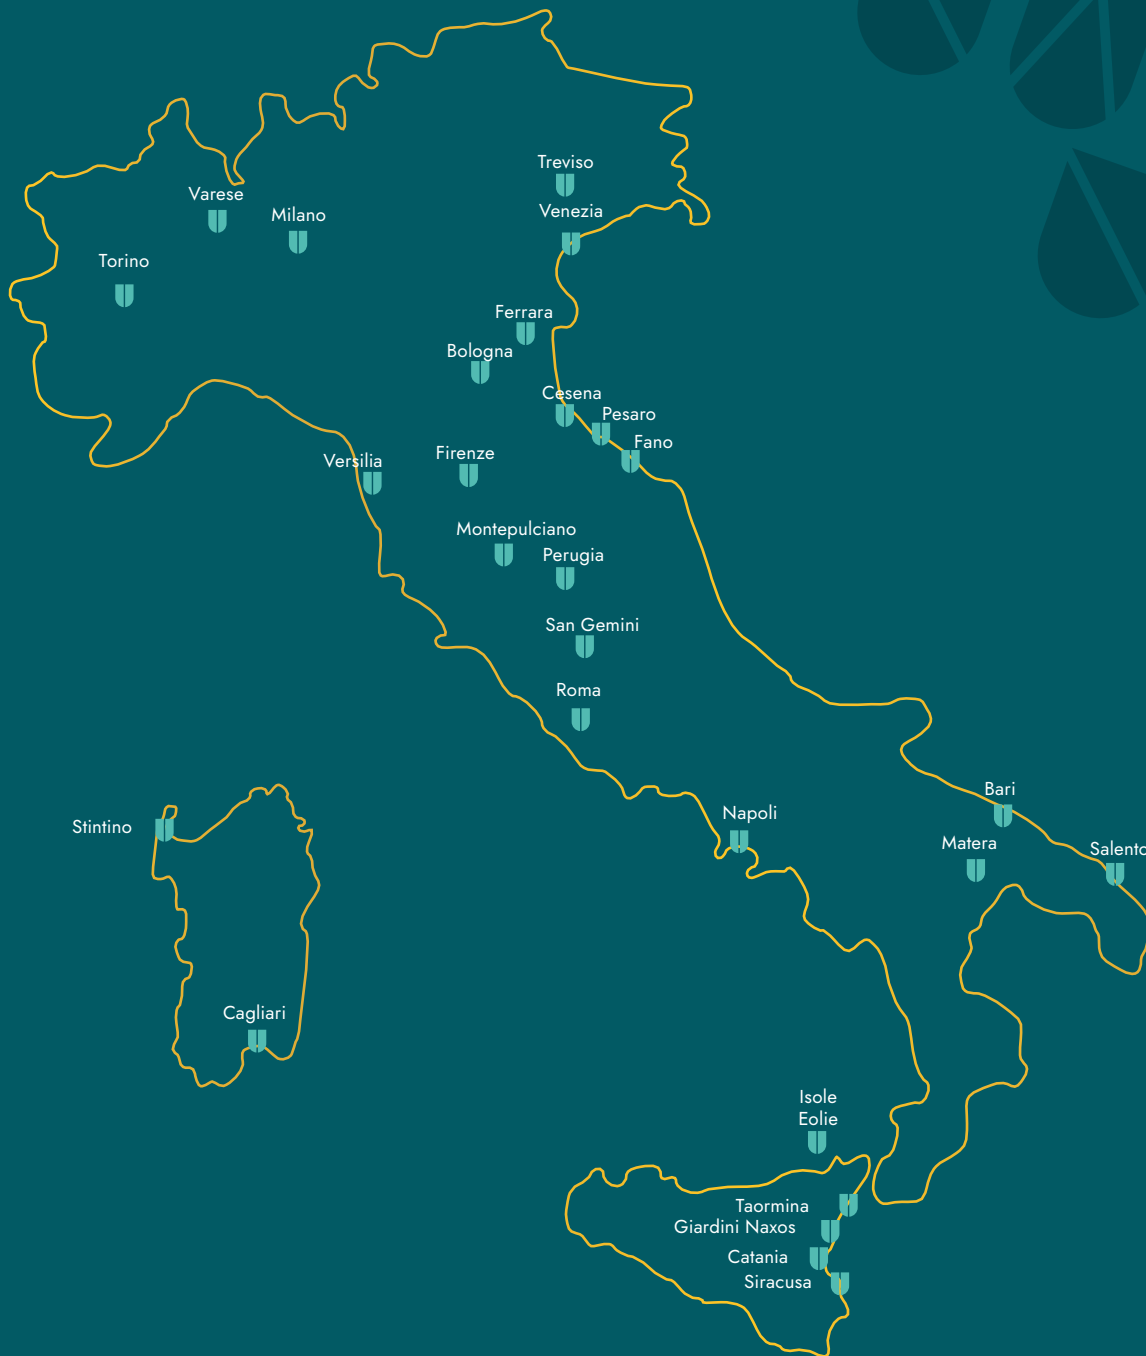 Treviso
Varese
Venezia
Milano
Torino
Ferrara
Bologna
Cesena
Pesaro
Fano
Firenze
Versilia
Montepulciano
Perugia
San Gemini
Roma
Bari
Napoli
Stintino
Matera
Salento
Cagliari
Isole
Eolie
Taormina
Giardini Naxos
Catania
Siracusa